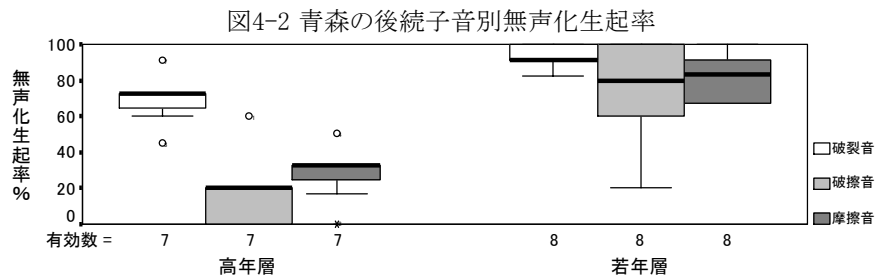 図4-2 青森の後続子音別無声化生起率
無声化生起率%
100
80
60
40
20
0
破裂音
破擦音
摩擦音
有効数 = 7 7 7 8 8 8
高年層 若年層